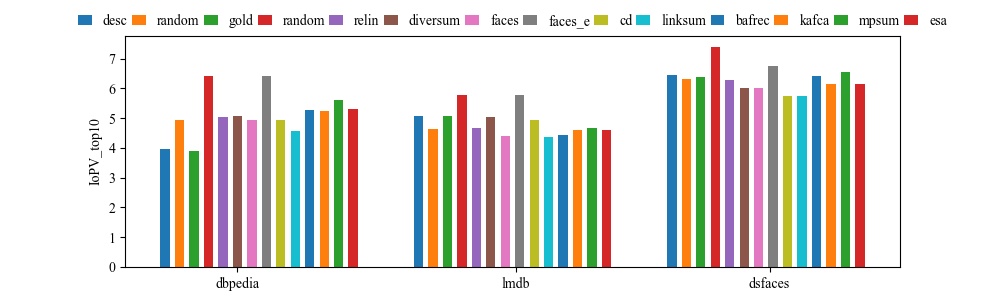 desc random gold random relin diversum faces faces_e cd linksum bafrec kafca mpsum esa
IoPV_top10
7
6
5
4
3
2
1
0
dbpedia lmdb dsfaces